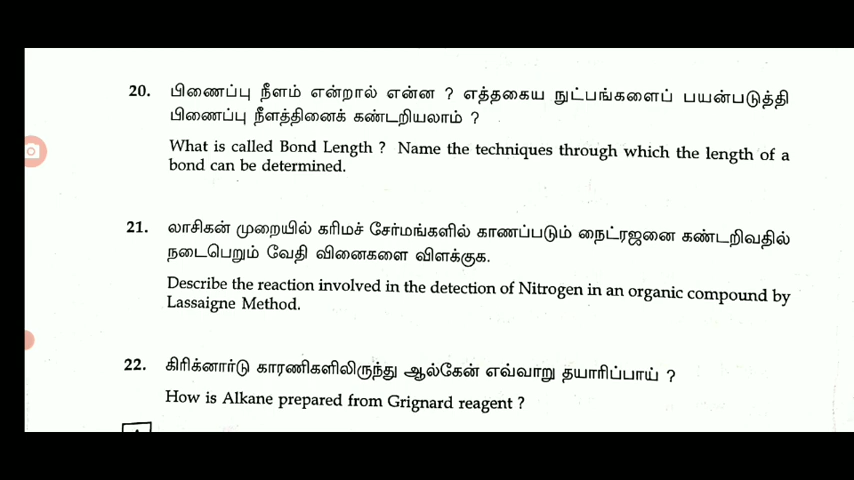 20. பிணைப்பு நீளம் என்றால் என்ன ? எத்தகைய நுட்பங்களைப் பயன்படுத்தி
பிணைப்பு நீளத்தினைக் கண்டறியலாம் ?
What is called Bond Length ? Name the techniques through which the length of a
bond can be determined.
21. லாசிகன் முறையில் கரிமச் சேர்மங்களில் காணப்படும் நைட்ரஜனை கண்டறிவதில்
நடைபெறும் வேதி வினைகளை விளக்குக.
Describe the reaction involved in the detection of Nitrogen in an organic compound by
Lassaigne Method.
22. கிரிக்னார்டு காரணிகளிலிருந்து ஆல்கேன் எவ்வாறு தயாரிப்பாய் ?
How is Alkane prepared from Grignard reagent ?